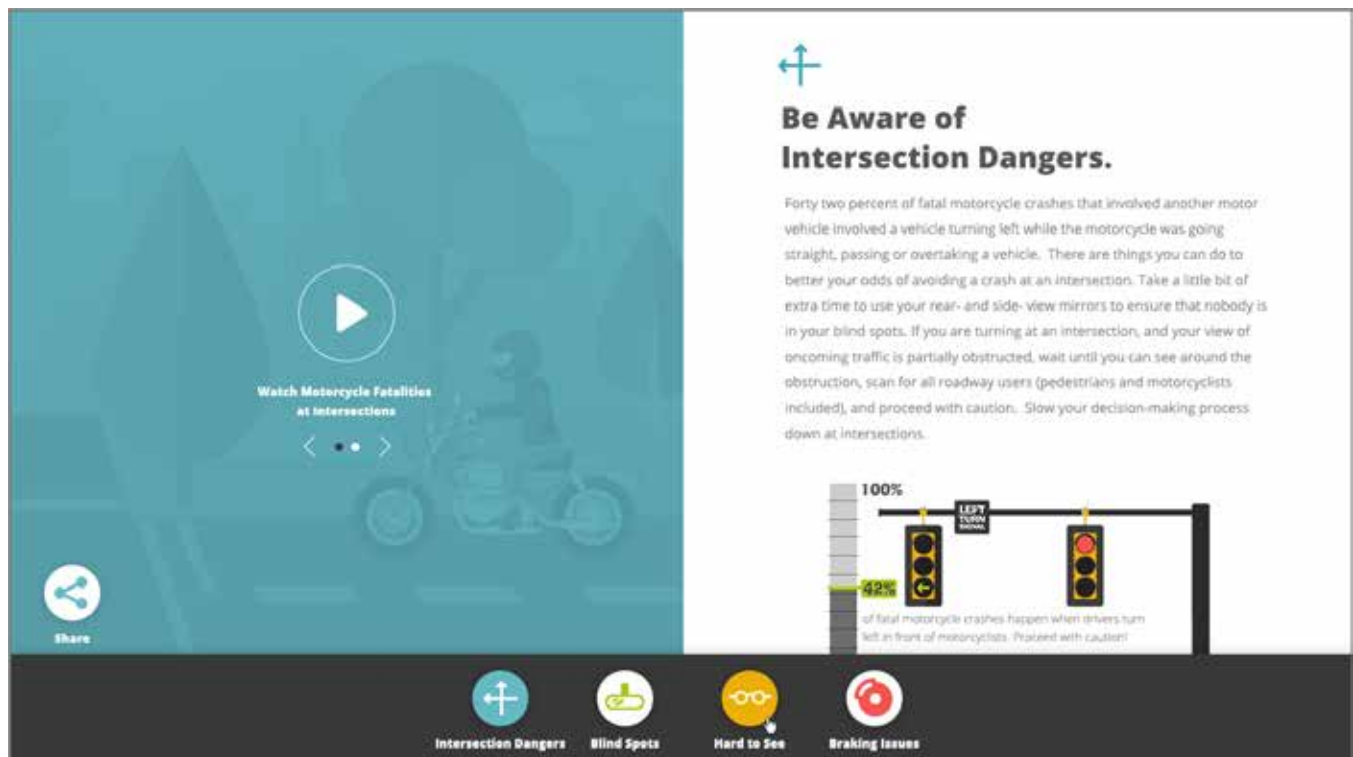 Be Aware of
Intersection Dangers.
Forty two percent of fatal motorcycle crashes that involved another motor
vehicle involved a vehicle turning left while the motorcycle was going
straight, passing or overtaking a vehicle. There are things you can do to
better your odds of avoiding a crash at an intersection. Take a little bit of
extra time to use your rear- and side- view mirrors to ensure that nobody is
in your blind spots. If you are turning at an intersection, and your view of
oncoming traffic is partially obstructed, wait until you can see around the
obstruction, scan for all roadway users (pedestrians and motorcyclists
included), and proceed with caution. Slow your decision-making process
down at intersections.
Watch Motorcycle Fatalities
at Intersections
100%
LEFT
TURN
SIGNAL
42%
of fatal motorcycle crashes happen when drivers turn
left in front of motorcyclists. Proceed with caution!
Share
Intersection Dangers
Blind Spots
Hard to See
Braking Issues